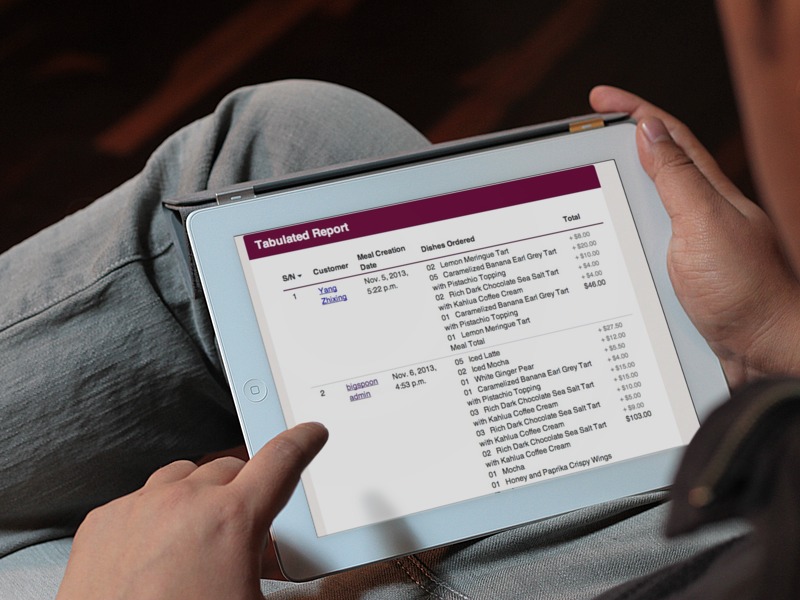 Tabulated Report
S/N
Customer
Meal Creation
Date
Dishes Ordered
Total
1
Yang
Zhixing
Nov. 5, 2013,
5:22 p.m.
02 Lemon Meringue Tart
05 Caramelized Banana Earl Grey Tart
with Pistachio Topping
02 Rich Dark Chocolate Sea Salt Tart
with Kahlua Coffee Cream
01 Caramelized Banana Earl Grey Tart
with Pistachio Topping
01 Lemon Meringue Tart
Meal Total
+ $8.00
+ $20.00
+ $10.00
+ $4.00
+ $4.00
$46.00
2
bigspoon
admin
Nov. 6, 2013,
4:53 p.m.
05 Iced Latte
02 Iced Mocha
01 White Ginger Pear
01 Caramelized Banana Earl Grey Tart
with Pistachio Topping
03 Rich Dark Chocolate Sea Salt Tart
with Kahlua Coffee Cream
03 Rich Dark Chocolate Sea Salt Tart
with Kahlua Coffee Cream
02 Rich Dark Chocolate Sea Salt Tart
with Kahlua Coffee Cream
01 Mocha
01 Honey and Paprika Crispy Wings
+ $27.50
+ $12.00
+ $5.50
+ $4.00
+ $15.00
+ $15.00
+ $10.00
+ $5.00
+ $9.00
$103.00